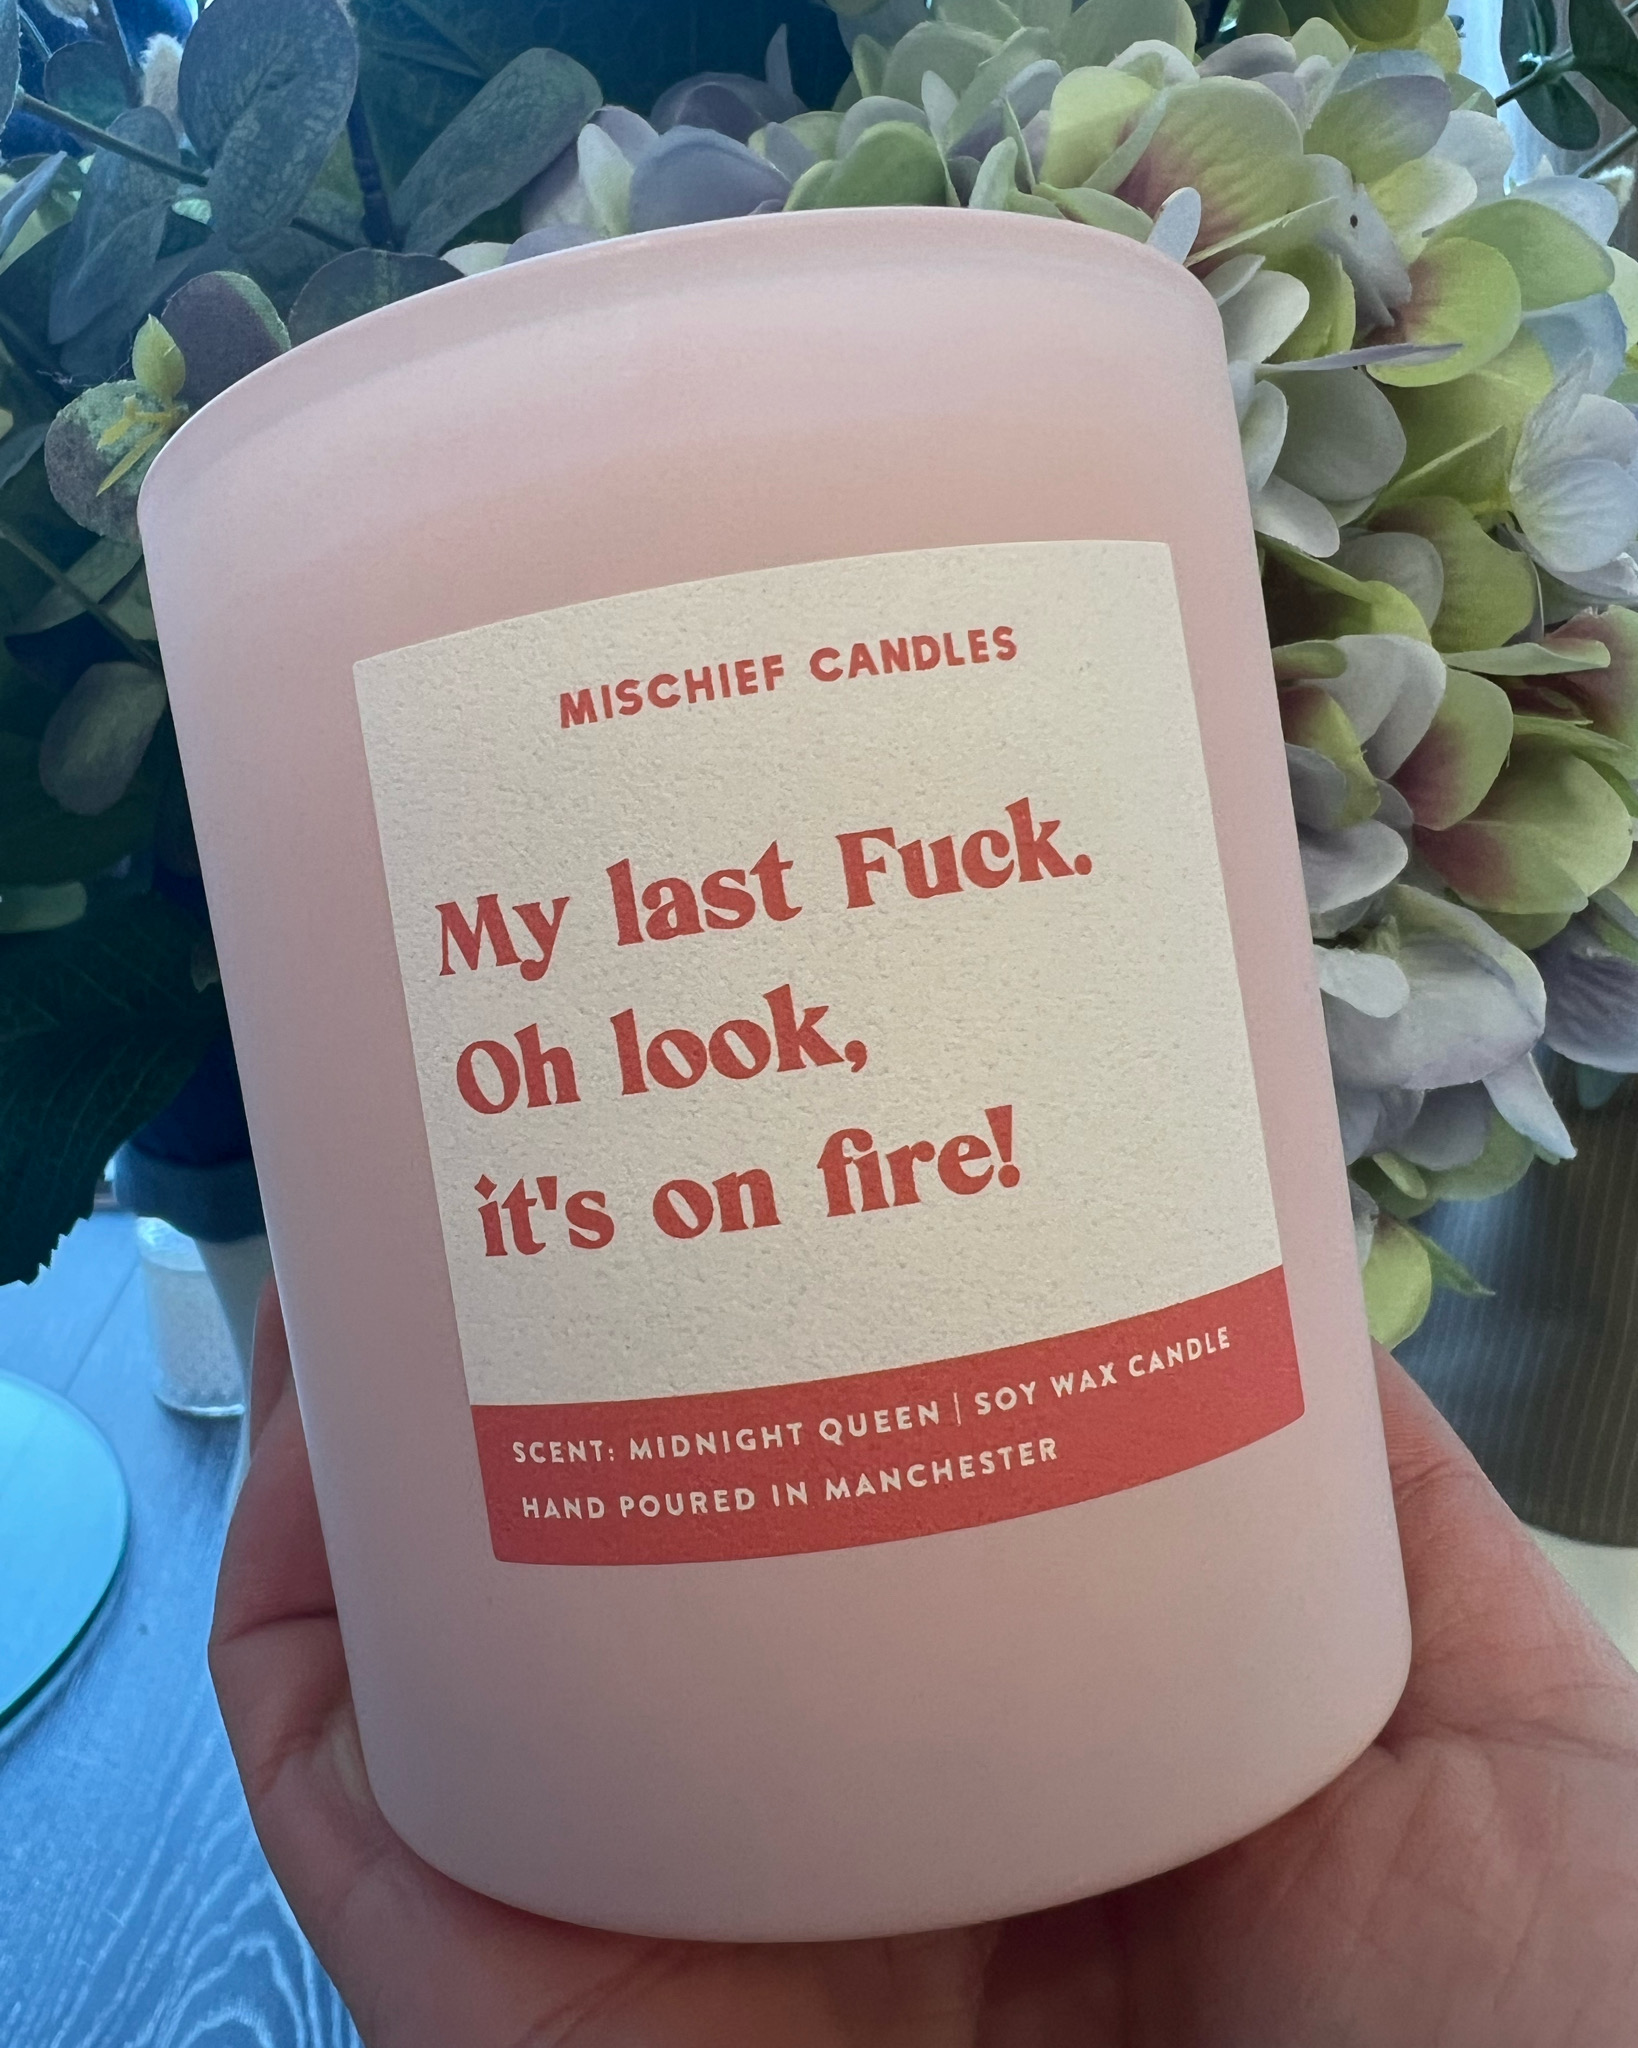 MISCHIEF CANDLES
My last Fuck.
Oh look,
it's on fire!
SCENT: MIDNIGHT QUEEN | SOY WAX CANDLE
HAND POURED IN MANCHESTER